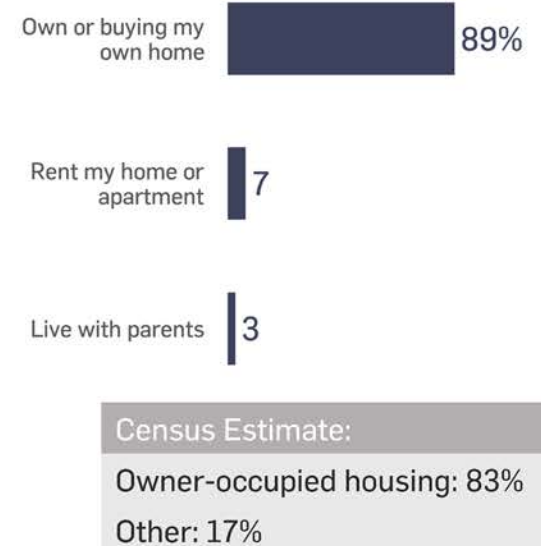 Own or buying my
own home
89%
Rent my home or
apartment
7
Live with parents
3
Census Estimate:
Owner-occupied housing: 83%
Other: 17%